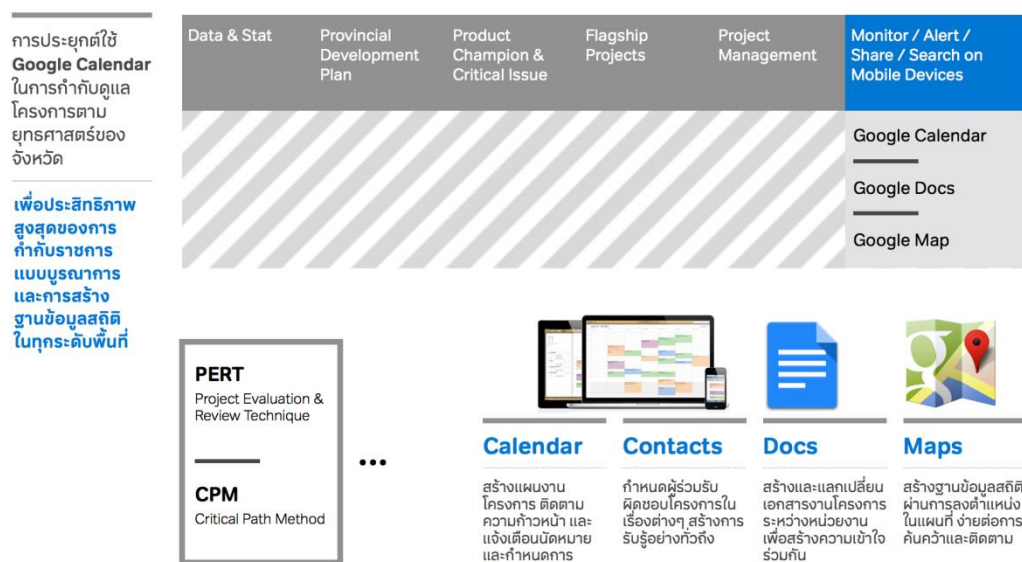 การประยุกต์ใช้
Google Calendar
ในการกำกับดูแล
โครงการตาม
ยุทธศาสตร์ของ
จังหวัด
เพื่อประสิทธิภาพ
สูงสุดของการ
กำกับราชการ
แบบบูรณาการ
และการสร้าง
ฐานข้อมูลสถิติ
ในทุกระดับพื้นที่
Data & Stat
Provincial
Development
Plan
Product
Champion &
Critical Issue
Flagship
Projects
Project
Management
Monitor / Alert /
Share / Search on
Mobile Devices
Google Calendar
Google Docs
Google Map
PERT
Project Evaluation &
Review Technique
CPM
Critical Path Method
...
Calendar
สร้างแผนงาน
โครงการ ติดตาม
ความก้าวหน้า และ
แจ้งเตือนนัดหมาย
และกำหนดการ
Contacts
กำหนดผู้ร่วมรับ
ผิดชอบโครงการใน
เรื่องต่างๆ สร้างการ
รับรู้อย่างทั่วถึง
Docs
สร้างและแลกเปลี่ยน
เอกสารงานโครงการ
ระหว่างหน่วยงาน
เพื่อสร้างความเข้าใจ
ร่วมกัน
Maps
สร้างฐานข้อมูลสถิติ
ผ่านการลงตำแหน่ง
ในแผนที่ ง่ายต่อการ
ค้นคว้าและติดตาม